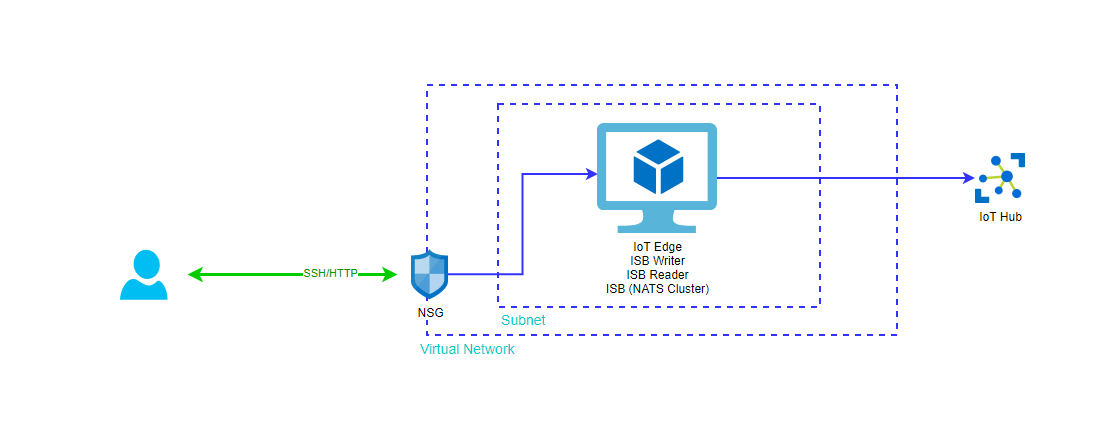 IoT Hub
IoT Edge
ISB Writer
ISB Reader
ISB (NATS Cluster)
SSH/HTTP
NSG
Subnet
Virtual Network